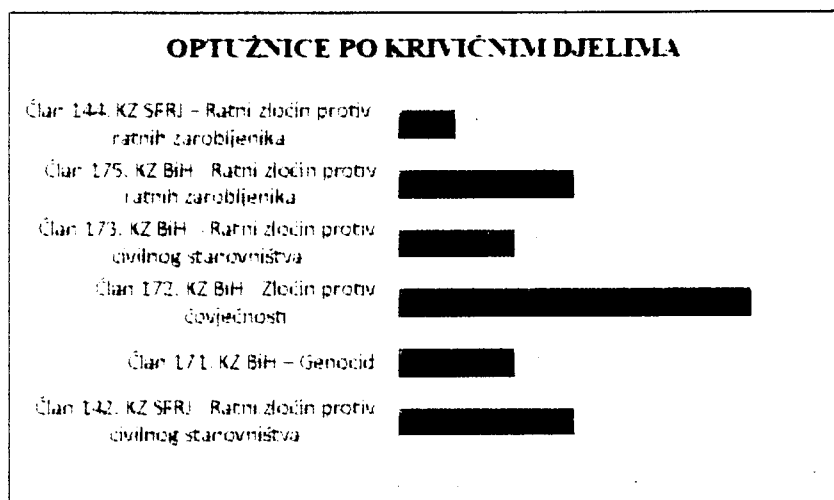 OPTUŽNICE PO KRIVIČNIM DJELIMA
Član 144. KZ SFRJ – Ratni zločin protiv
ratnih zarobljenika
Član 175. KZ BiH - Ratni zločin protiv
ratnih zarobljenika
Član 173. KZ BiH - Ratni zločin protiv
civilnog stanovništva
Član 172. KZ BiH - Zločin protiv
čovječnosti
Član 171. KZ BiH – Genocid
Član 142. KZ SFRJ - Ratni zločin protiv
civilnog stanovništva